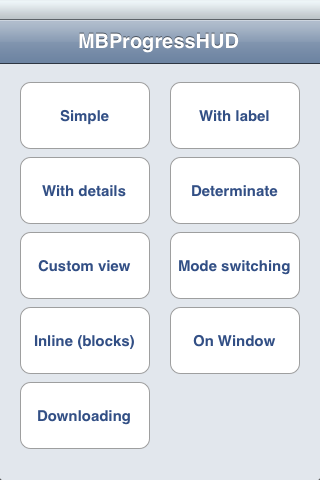 MBProgressHUD
Simple
With label
With details
Determinate
Custom view
Mode switching
Inline (blocks)
On Window
Downloading